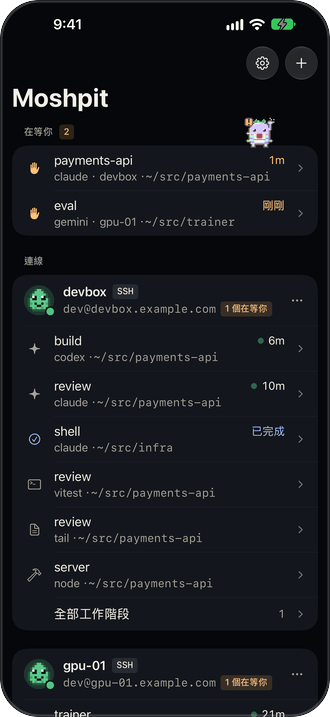 9:41
Moshpit
在等你 2
payments-api 1m
claude · devbox · ~/src/payments-api
eval 剛剛
gemini · gpu-01 · ~/src/trainer
連線
devbox SSH
dev@devbox.example.com 1 個在等你
build 6m
codex · ~/src/payments-api
review 10m
claude · ~/src/payments-api
shell 已完成
claude · ~/src/infra
review
vitest · ~/src/payments-api
review
tail · ~/src/payments-api
server
node · ~/src/payments-api
全部工作階段 1
gpu-01 SSH
dev@gpu-01.example.com 1 個在等你
trainer 21m